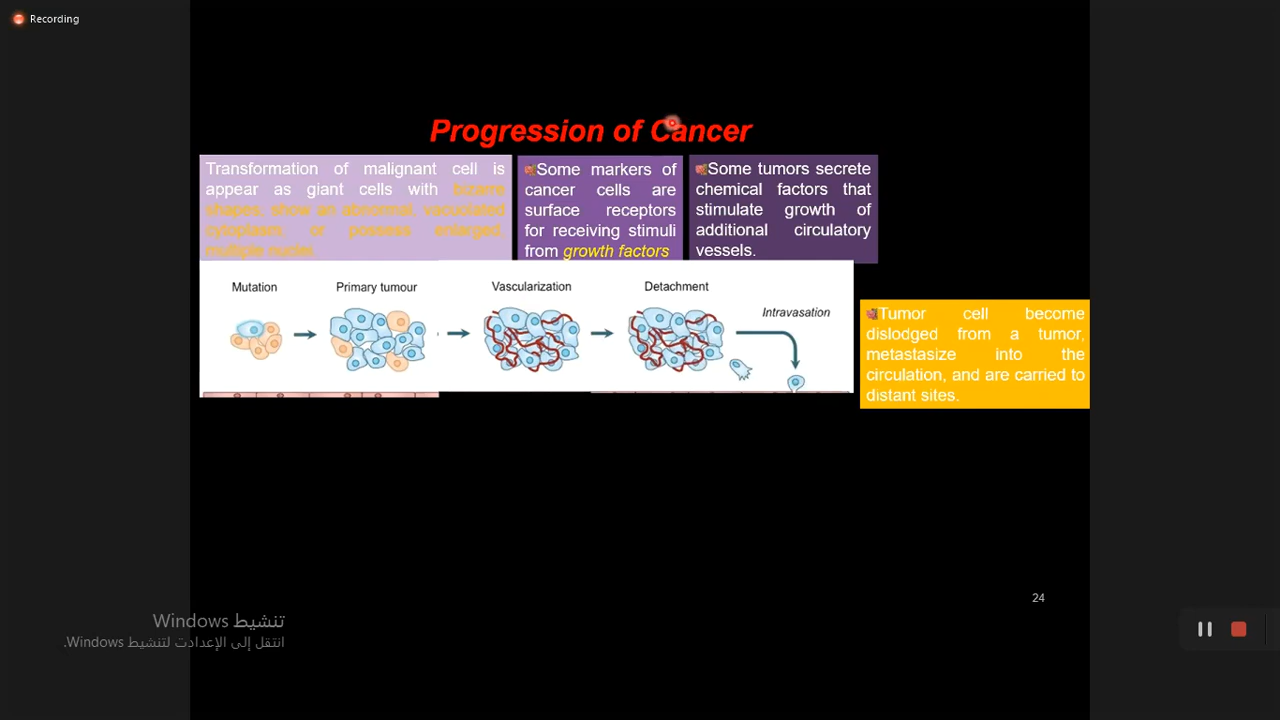 Recording
Progression of Cancer
Transformation of malignant cell is
appear as giant cells with bizarre
shapes, show an abnormal, vacuolated
cytoplasm, or possess enlarged,
multiple nuclei.
Some markers of
cancer cells are
surface receptors
for receiving stimuli
from growth factors
Some tumors secrete
chemical factors that
stimulate growth of
additional circulatory
vessels.
Mutation
Primary tumour
Vascularization
Detachment
Intravasation
Tumor cell become
dislodged from a tumor,
metastasize into the
circulation, and are carried to
distant sites.
24
تنشيط Windows
انتقل إلى الإعدادت لتنشيط Windows.